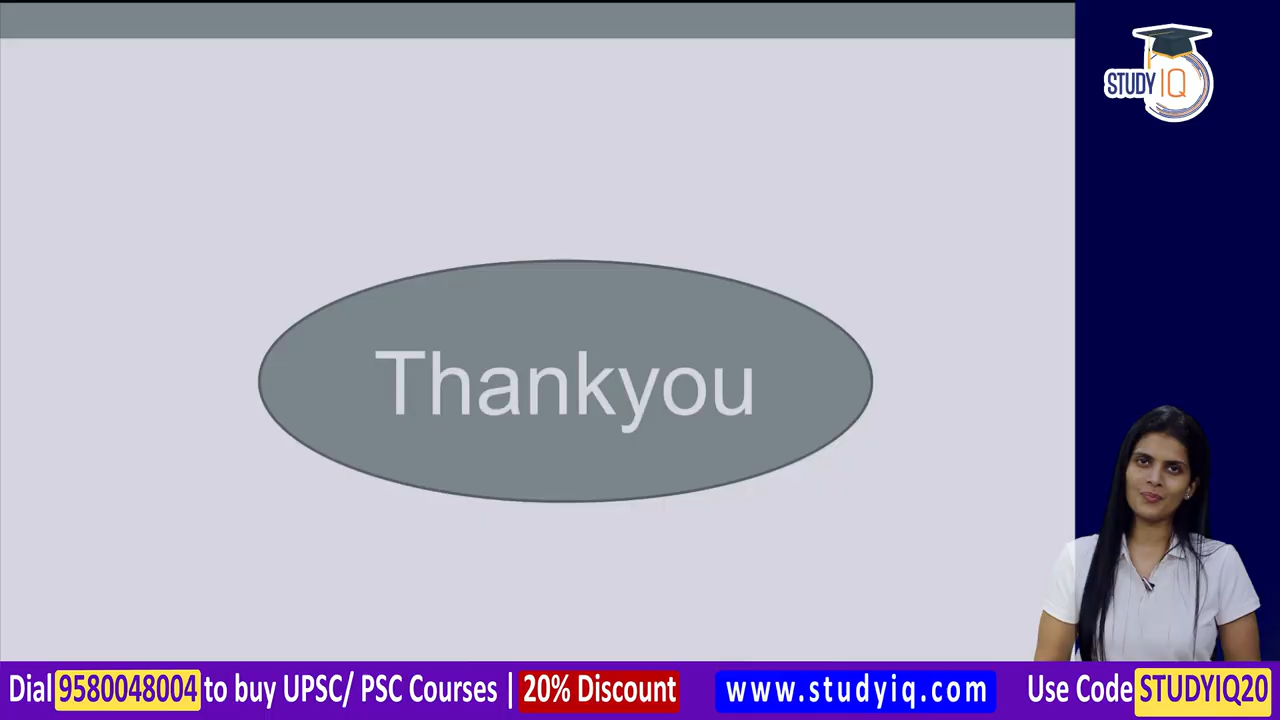 STUDY IQ
Thankyou
Dial 9580048004 to buy UPSC/ PSC Courses | 20% Discount www.studyiq.com Use Code STUDYIQ20